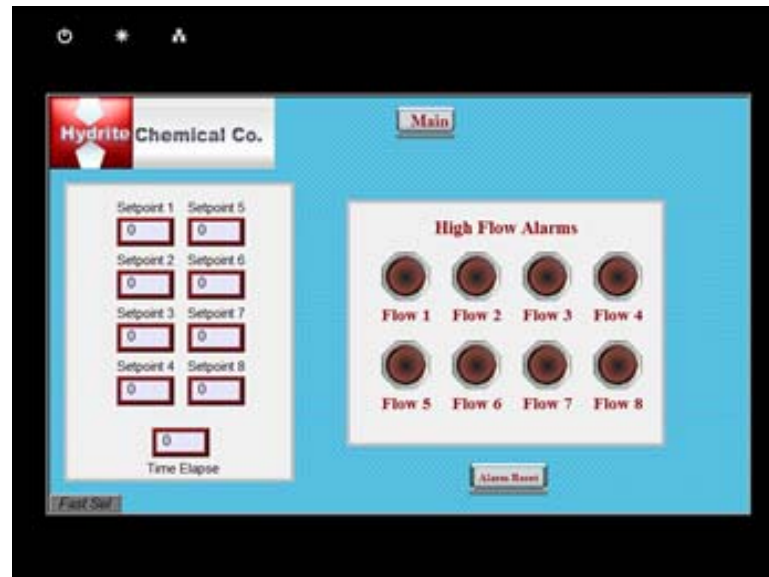 Hydrite Chemical Co.
Main
Setpoint 1 Setpoint 5
0 0
Setpoint 2 Setpoint 6
0 0
Setpoint 3 Setpoint 7
0 0
Setpoint 4 Setpoint 8
0 0
0
Time Elapse
High Flow Alarms
Flow 1 Flow 2 Flow 3 Flow 4
Flow 5 Flow 6 Flow 7 Flow 8
Alarm Reset
Fast Sel